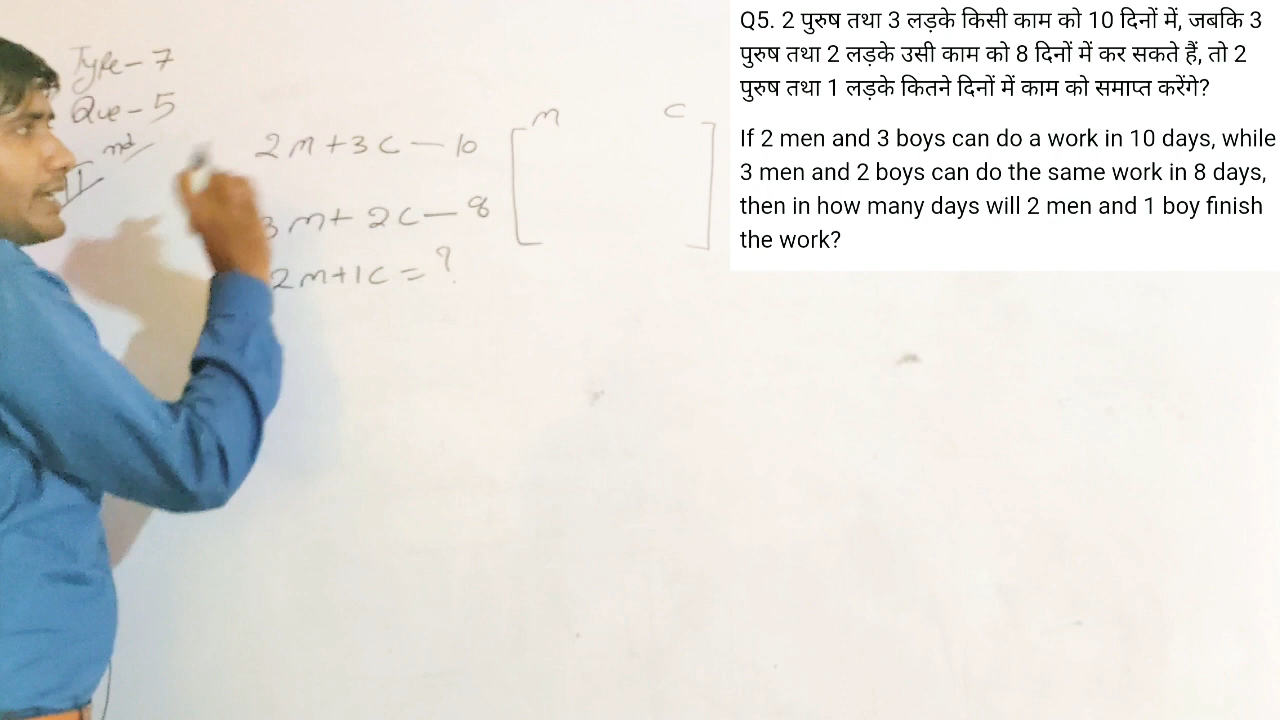 Type-7
Que-5
IInd
2m+3c-10
3m+2c-8
2m+1c=?
m c
Q5. 2 पुरुष तथा 3 लड़के किसी काम को 10 दिनों में, जबकि 3
पुरुष तथा 2 लड़के उसी काम को 8 दिनों में कर सकते हैं, तो 2
पुरुष तथा 1 लड़के कितने दिनों में काम को समाप्त करेंगे?
If 2 men and 3 boys can do a work in 10 days, while
3 men and 2 boys can do the same work in 8 days,
then in how many days will 2 men and 1 boy finish
the work?